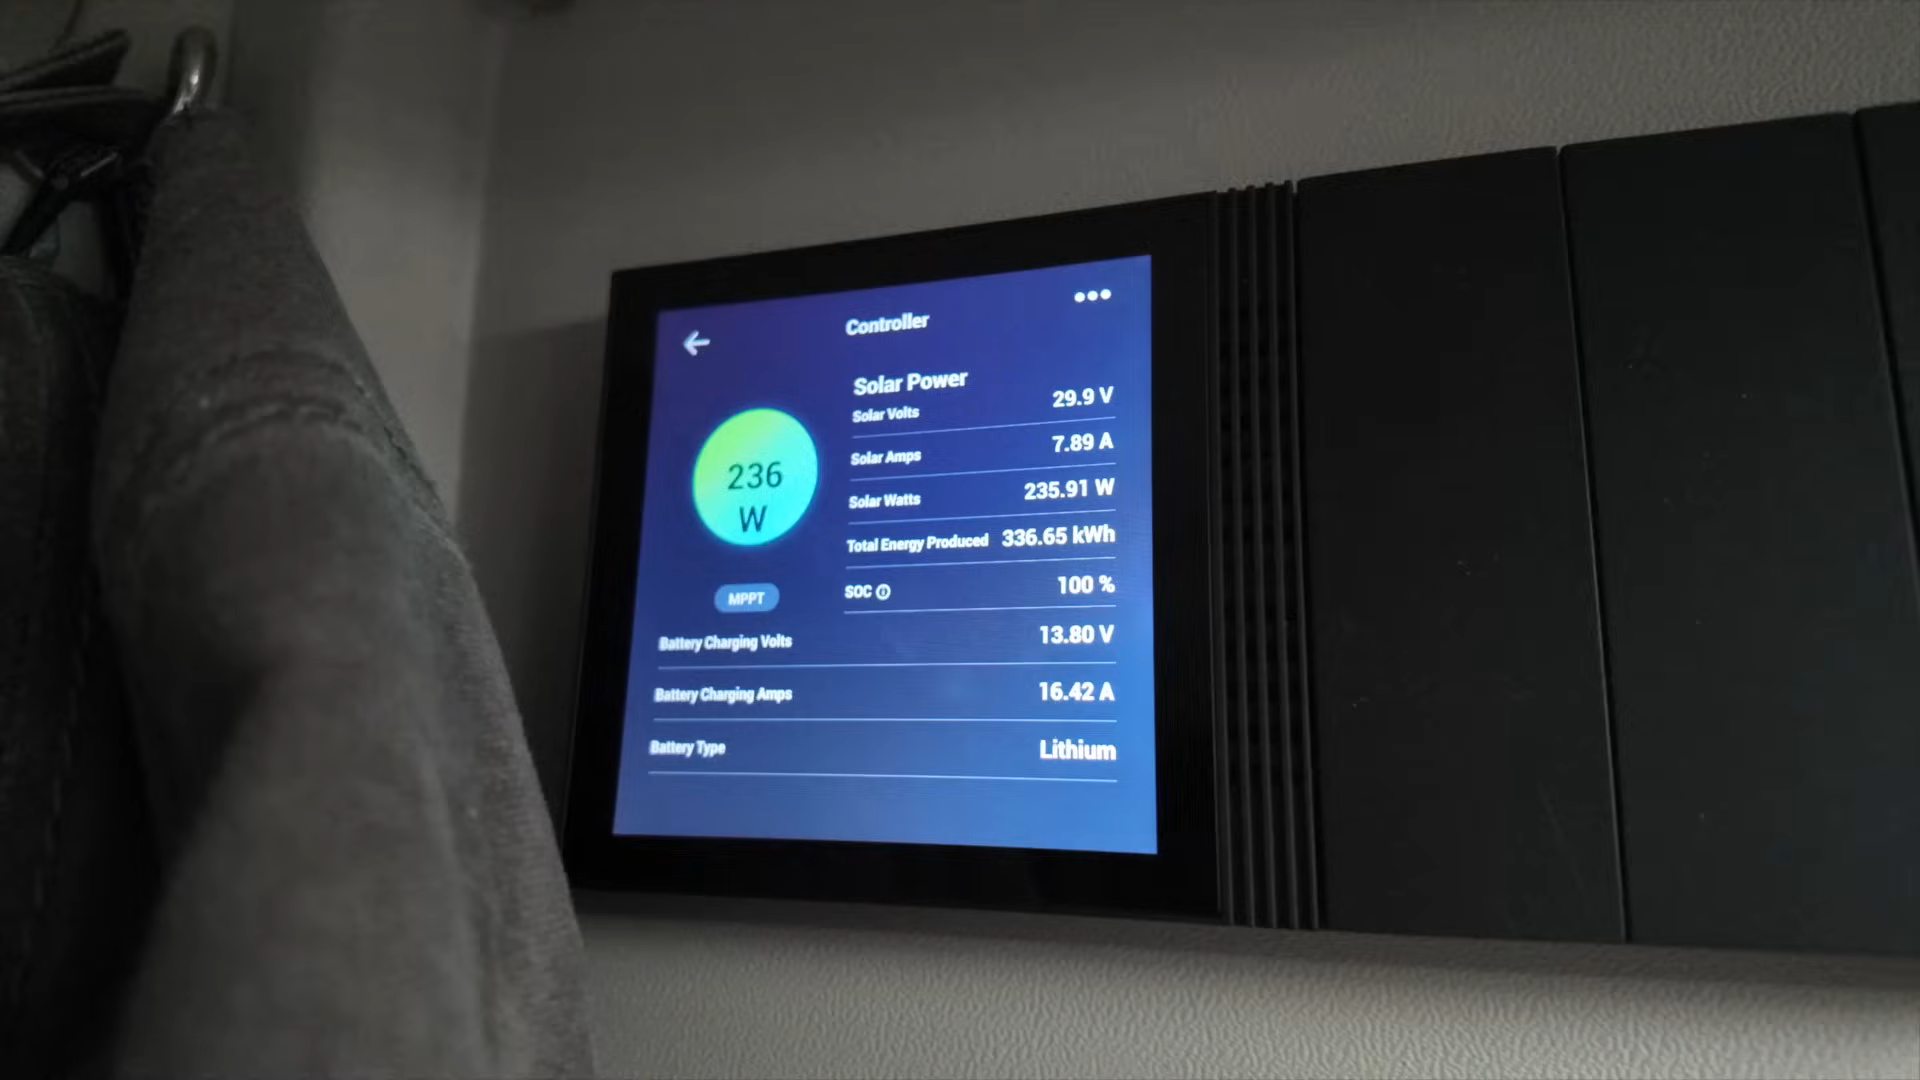 Controller
Solar Power
Solar Volts 29.9 V
Solar Amps 7.89 A
236 W
Solar Watts 235.91 W
Total Energy Produced 336.65 kWh
SOC 100 %
MPPT
Battery Charging Volts 13.80 V
Battery Charging Amps 16.42 A
Battery Type Lithium